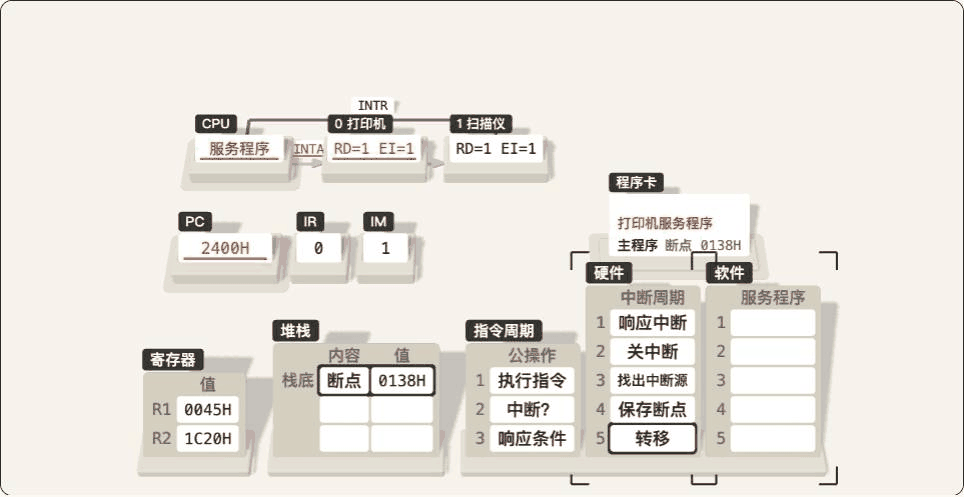 INTR
CPU
0 打印机
1 扫描仪
服务程序
INTA
RD=1 EI=1
RD=1 EI=1
程序卡
打印机服务程序
主程序 断点 0138H
PC
IR
IM
2400H
0
1
硬件
软件
中断周期
服务程序
1 响应中断
1
2 关中断
2
3 找出中断源
3
4 保存断点
4
5 转移
5
堆栈
内容 值
栈底 断点 0138H
指令周期
公操作
1 执行指令
2 中断?
3 响应条件
寄存器
值
R1 0045H
R2 1C20H